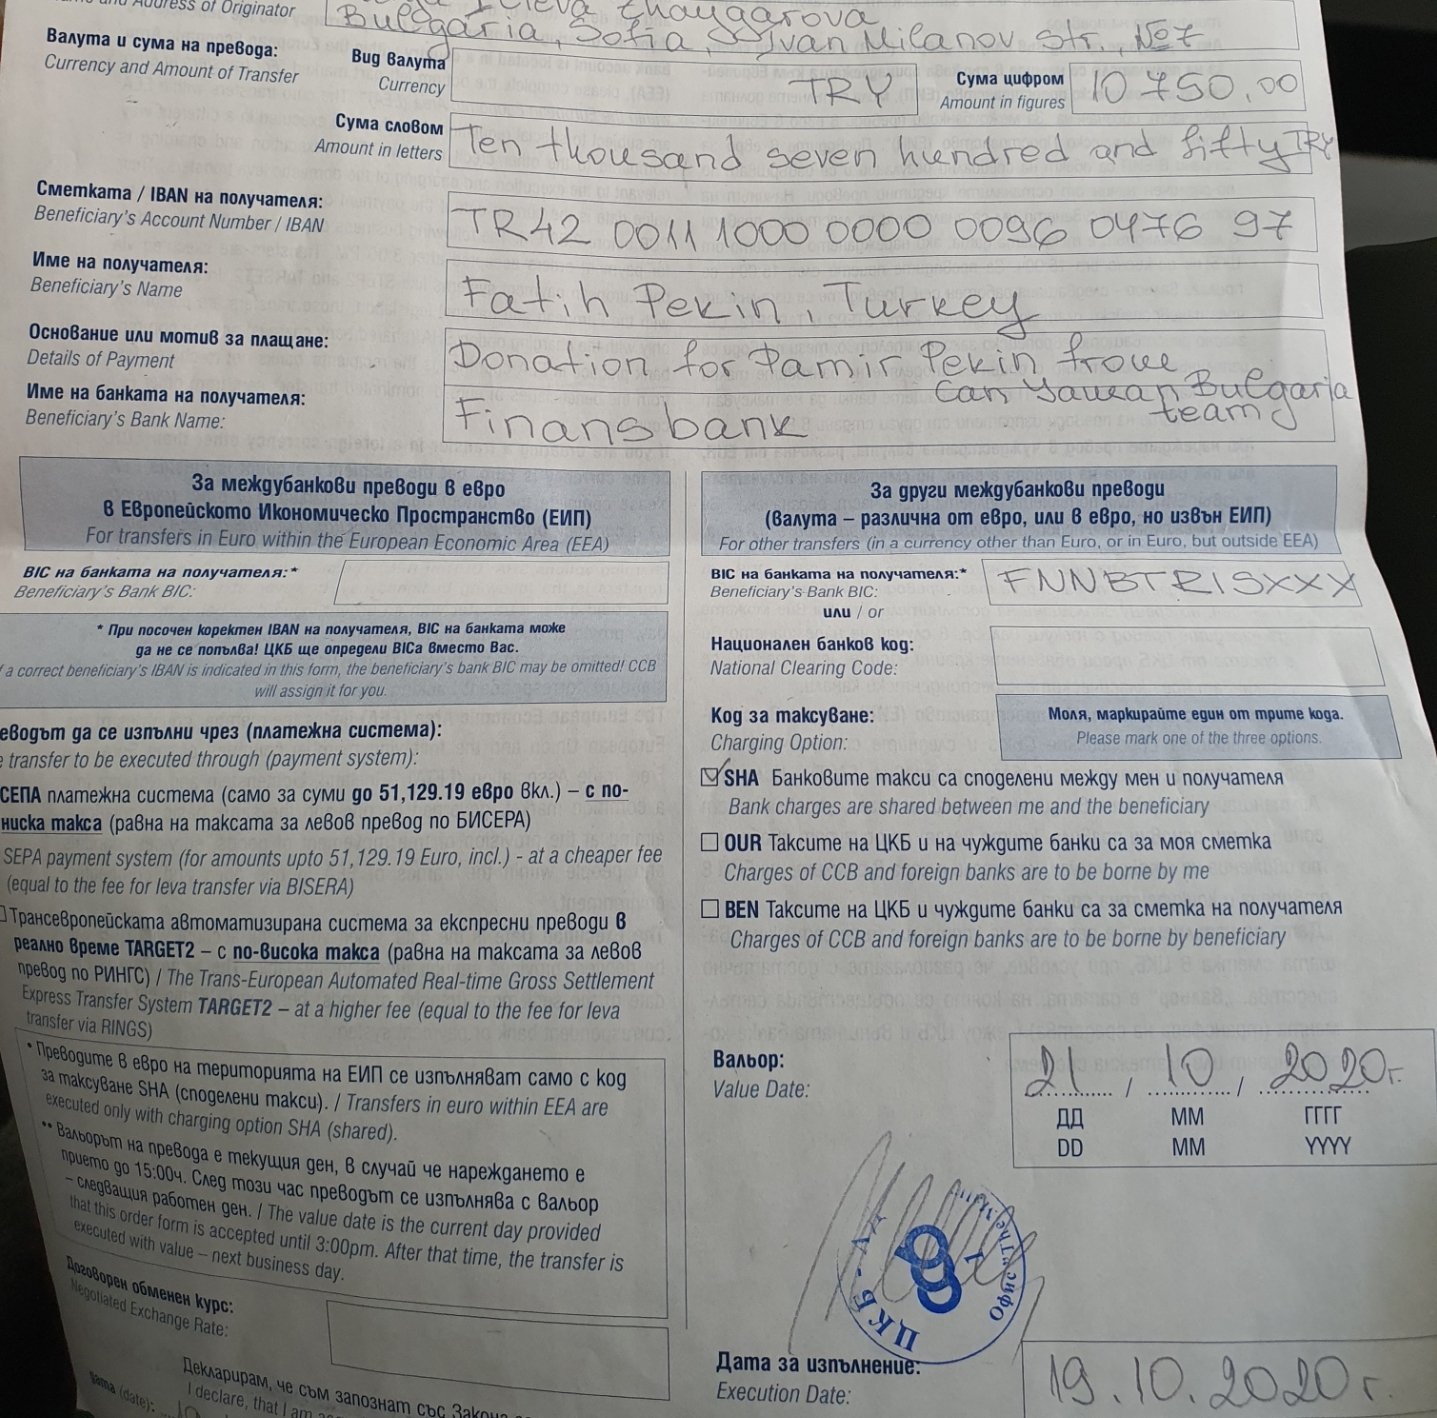 Address of Originator
Bulgaria, Sofia, Ivan Milanov str., №7
Валута и сума на превода:
Currency and Amount of Transfer
Вид валута
Currency
TRY
Сума цифром
Amount in figures
10 750,00
Сума словом
Amount in letters
Ten thousand seven hundred and fifty TRY
Сметката / IBAN на получателя:
Beneficiary's Account Number / IBAN
TR42 0011 1000 0000 0096 0476 97
Име на получателя:
Beneficiary's Name
Fatih Pekin, Turkey
Основание или мотив за плащане:
Details of Payment
Donation for Pamir Pekin from
Can Yaman Bulgaria
team
Име на банката на получателя:
Beneficiary's Bank Name:
Finansbank
За междубанкови преводи в евро
в Европейското Икономическо Пространство (ЕИП)
For transfers in Euro within the European Economic Area (EEA)
BIC на банката на получателя:*
Beneficiary's Bank BIC:
* При посочен коректен IBAN на получателя, BIC на банката може
да не се попълва! ЦКБ ще определи BICа вместо Вас.
f a correct beneficiary's IBAN is indicated in this form, the beneficiary's bank BIC may be omitted! CCB
will assign it for you.
еводът да се изпълни чрез (платежна система):
e transfer to be executed through (payment system):
СЕПА платежна система (само за суми до 51,129.19 евро вкл.) – с по-
ниска такса (равна на таксата за левов превод по БИСЕРА)
SEPA payment system (for amounts upto 51,129.19 Euro, incl.) - at a cheaper fee
(equal to the fee for leva transfer via BISERA)
Трансевропейската автоматизирана система за експресни преводи в
реално време TARGET2 – с по-висока такса (равна на таксата за левов
превод по РИНГС) / The Trans-European Automated Real-time Gross Settlement
Express Transfer System TARGET2 – at a higher fee (equal to the fee for leva
transfer via RINGS)
* Преводите в евро на територията на ЕИП се изпълняват само с код
за таксуване SHA (споделени такси). / Transfers in euro within EEA are
executed only with charging option SHA (shared).
** Вальорът на превода е текущия ден, в случай че нареждането е
прието до 15:00ч. След този час преводът се изпълнява с вальор
– следващия работен ден. / The value date is the current day provided
that this order form is accepted until 3:00pm. After that time, the transfer is
executed with value – next business day.
Договорен обменен курс:
Negotiated Exchange Rate:
Декларирам, че съм запознат със Закона
I declare, that I am
(date):
За други междубанкови преводи
(валута – различна от евро, или в евро, но извън ЕИП)
For other transfers (in a currency other than Euro, or in Euro, but outside EEA)
BIC на банката на получателя:*
Beneficiary's Bank BIC:
FNNBTRISXXX
или / or
Национален банков код:
National Clearing Code:
Код за таксуване:
Charging Option:
Моля, маркирайте един от трите кода.
Please mark one of the three options.
SHA Банковите такси са споделени между мен и получателя
Bank charges are shared between me and the beneficiary
OUR Таксите на ЦКБ и на чуждите банки са за моя сметка
Charges of CCB and foreign banks are to be borne by me
BEN Таксите на ЦКБ и чуждите банки са за сметка на получателя
Charges of CCB and foreign banks are to be borne by beneficiary
Вальор:
Value Date:
21 / 10 / 2020г.
ДД ММ ГГГГ
DD MM YYYY
ЦКБ - АД
Дата за изпълнение:
Execution Date:
19.10.2020г.